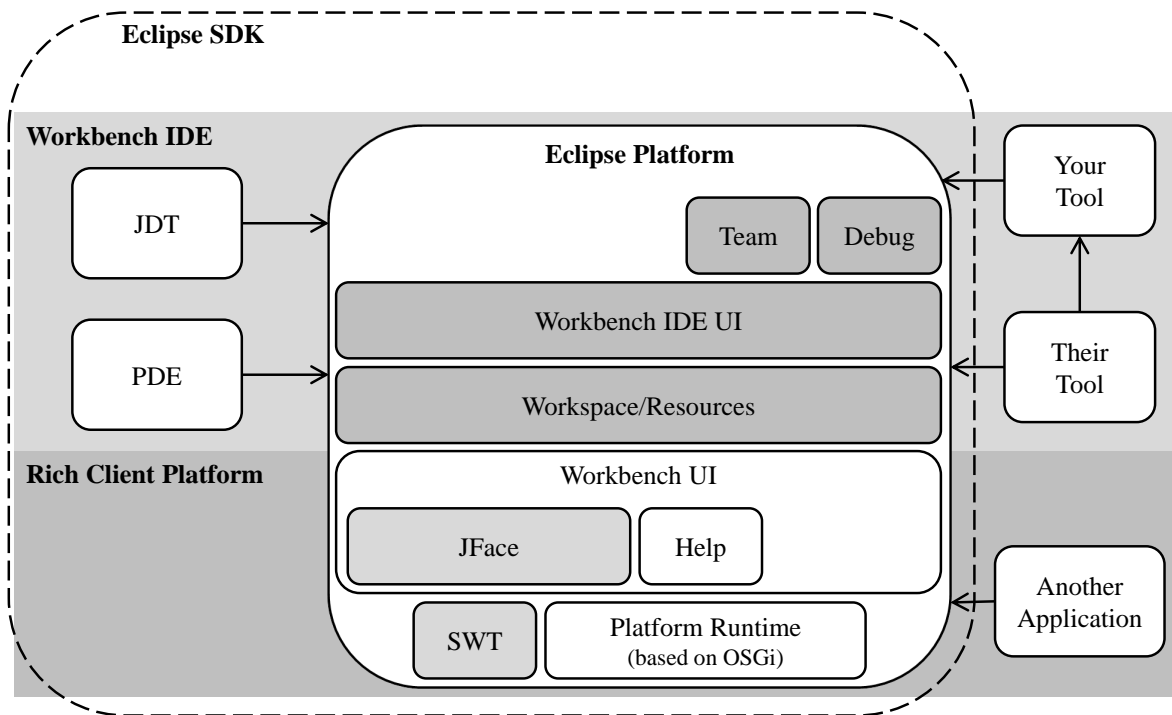 Eclipse SDK
Workbench IDE
Eclipse Platform
JDT
PDE
Team
Debug
Workbench IDE UI
Workspace/Resources
Your
Tool
Their
Tool
Rich Client Platform
Workbench UI
JFace
Help
SWT
Platform Runtime
(based on OSGi)
Another
Application